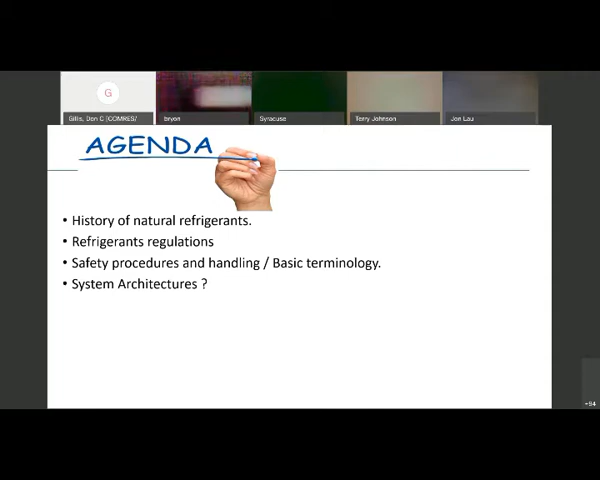 G
Gillis, Don C [COMRES/
bryon
Syracuse
Terry Johnson
Jon Lau
AGENDA
• History of natural refrigerants.
• Refrigerants regulations
• Safety procedures and handling / Basic terminology.
• System Architectures ?
+94